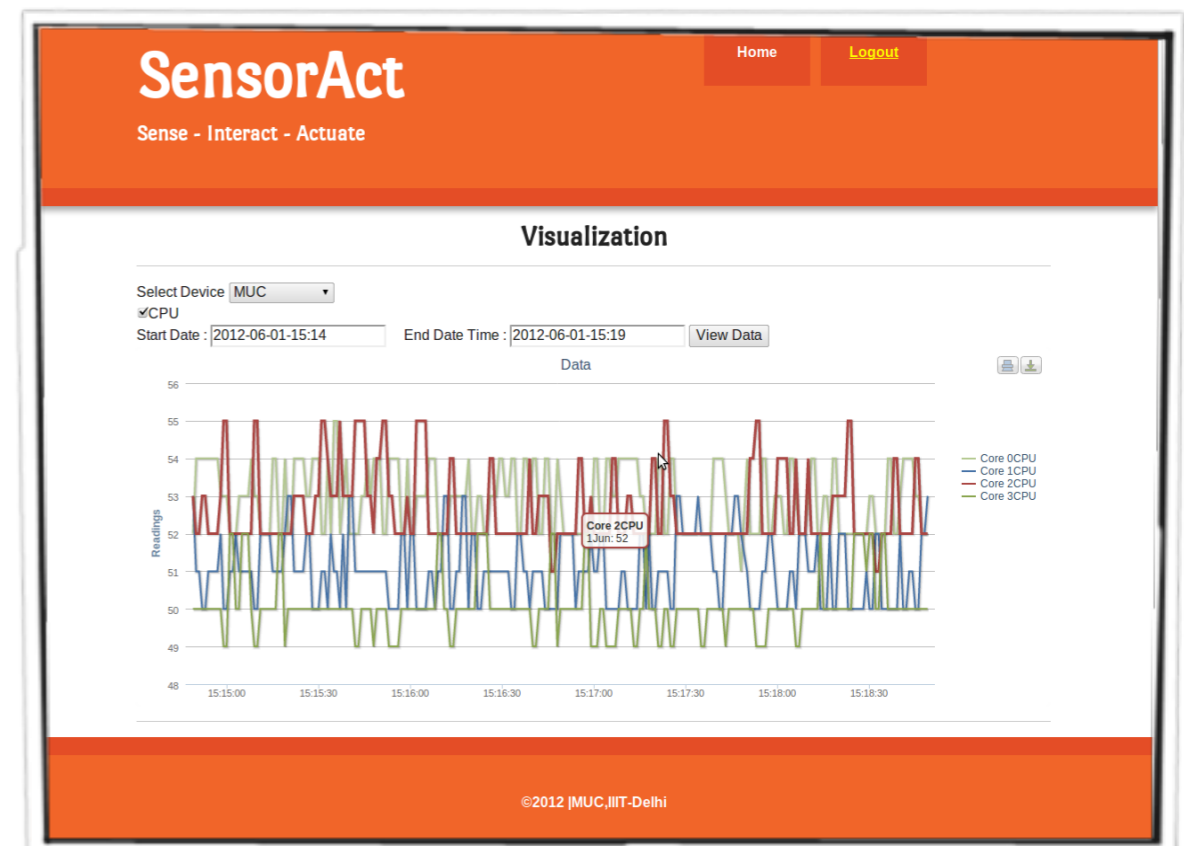 SensorAct
Home
Logout
Sense - Interact - Actuate
Visualization
Select Device MUC
CPU
Start Date : 2012-06-01-15:14 End Date Time : 2012-06-01-15:19 View Data
Data
56
55
54
53
52
51
50
49
48
Readings
Core 2CPU
1Jun: 52
Core 0CPU
Core 1CPU
Core 2CPU
Core 3CPU
15:15:00 15:15:30 15:16:00 15:16:30 15:17:00 15:17:30 15:18:00 15:18:30
©2012 |MUC,IIIT-Delhi